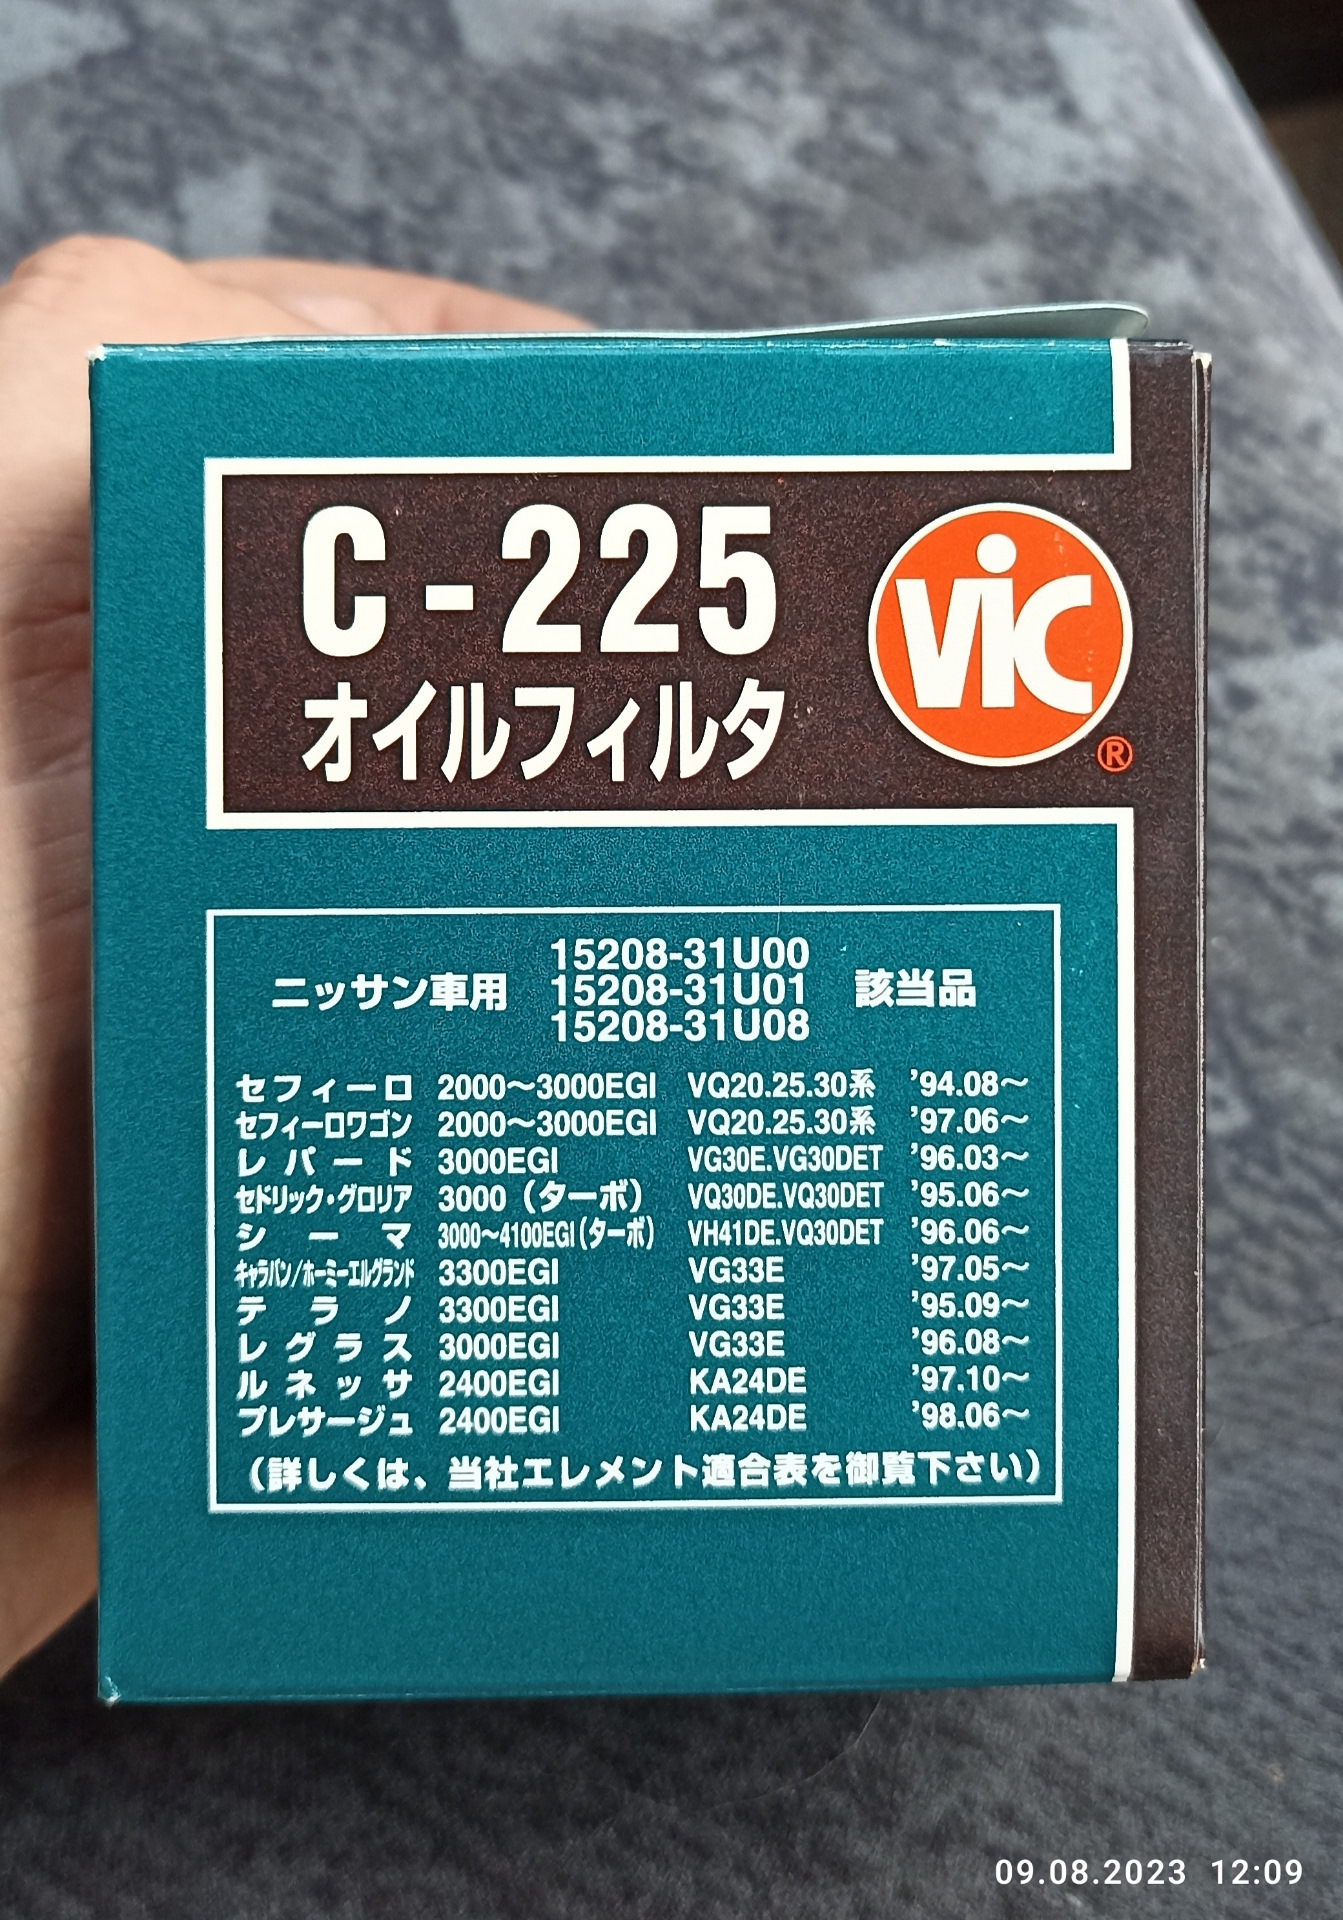 C-225
オイルフィルタ
ViC
®
ニッサン車用
15208-31U00
15208-31U01
15208-31U08
該当品
セフィーロ 2000～3000EGI VQ20.25.30系 '94.08～
セフィーロワゴン 2000～3000EGI VQ20.25.30系 '97.06～
レパード 3000EGI VG30E.VG30DET '96.03～
セドリック・グロリア 3000（ターボ） VQ30DE.VQ30DET '95.06～
シーマ 3000～4100EGI（ターボ） VH41DE.VQ30DET '96.06～
キャラバン/ホーミーエルグランド 3300EGI VG33E '97.05～
テラノ 3300EGI VG33E '95.09～
レグラス 3000EGI VG33E '96.08～
ルネッサ 2400EGI KA24DE '97.10～
プレサージュ 2400EGI KA24DE '98.06～
（詳しくは、当社エレメント適合表を御覧下さい）
09.08.2023 12:09